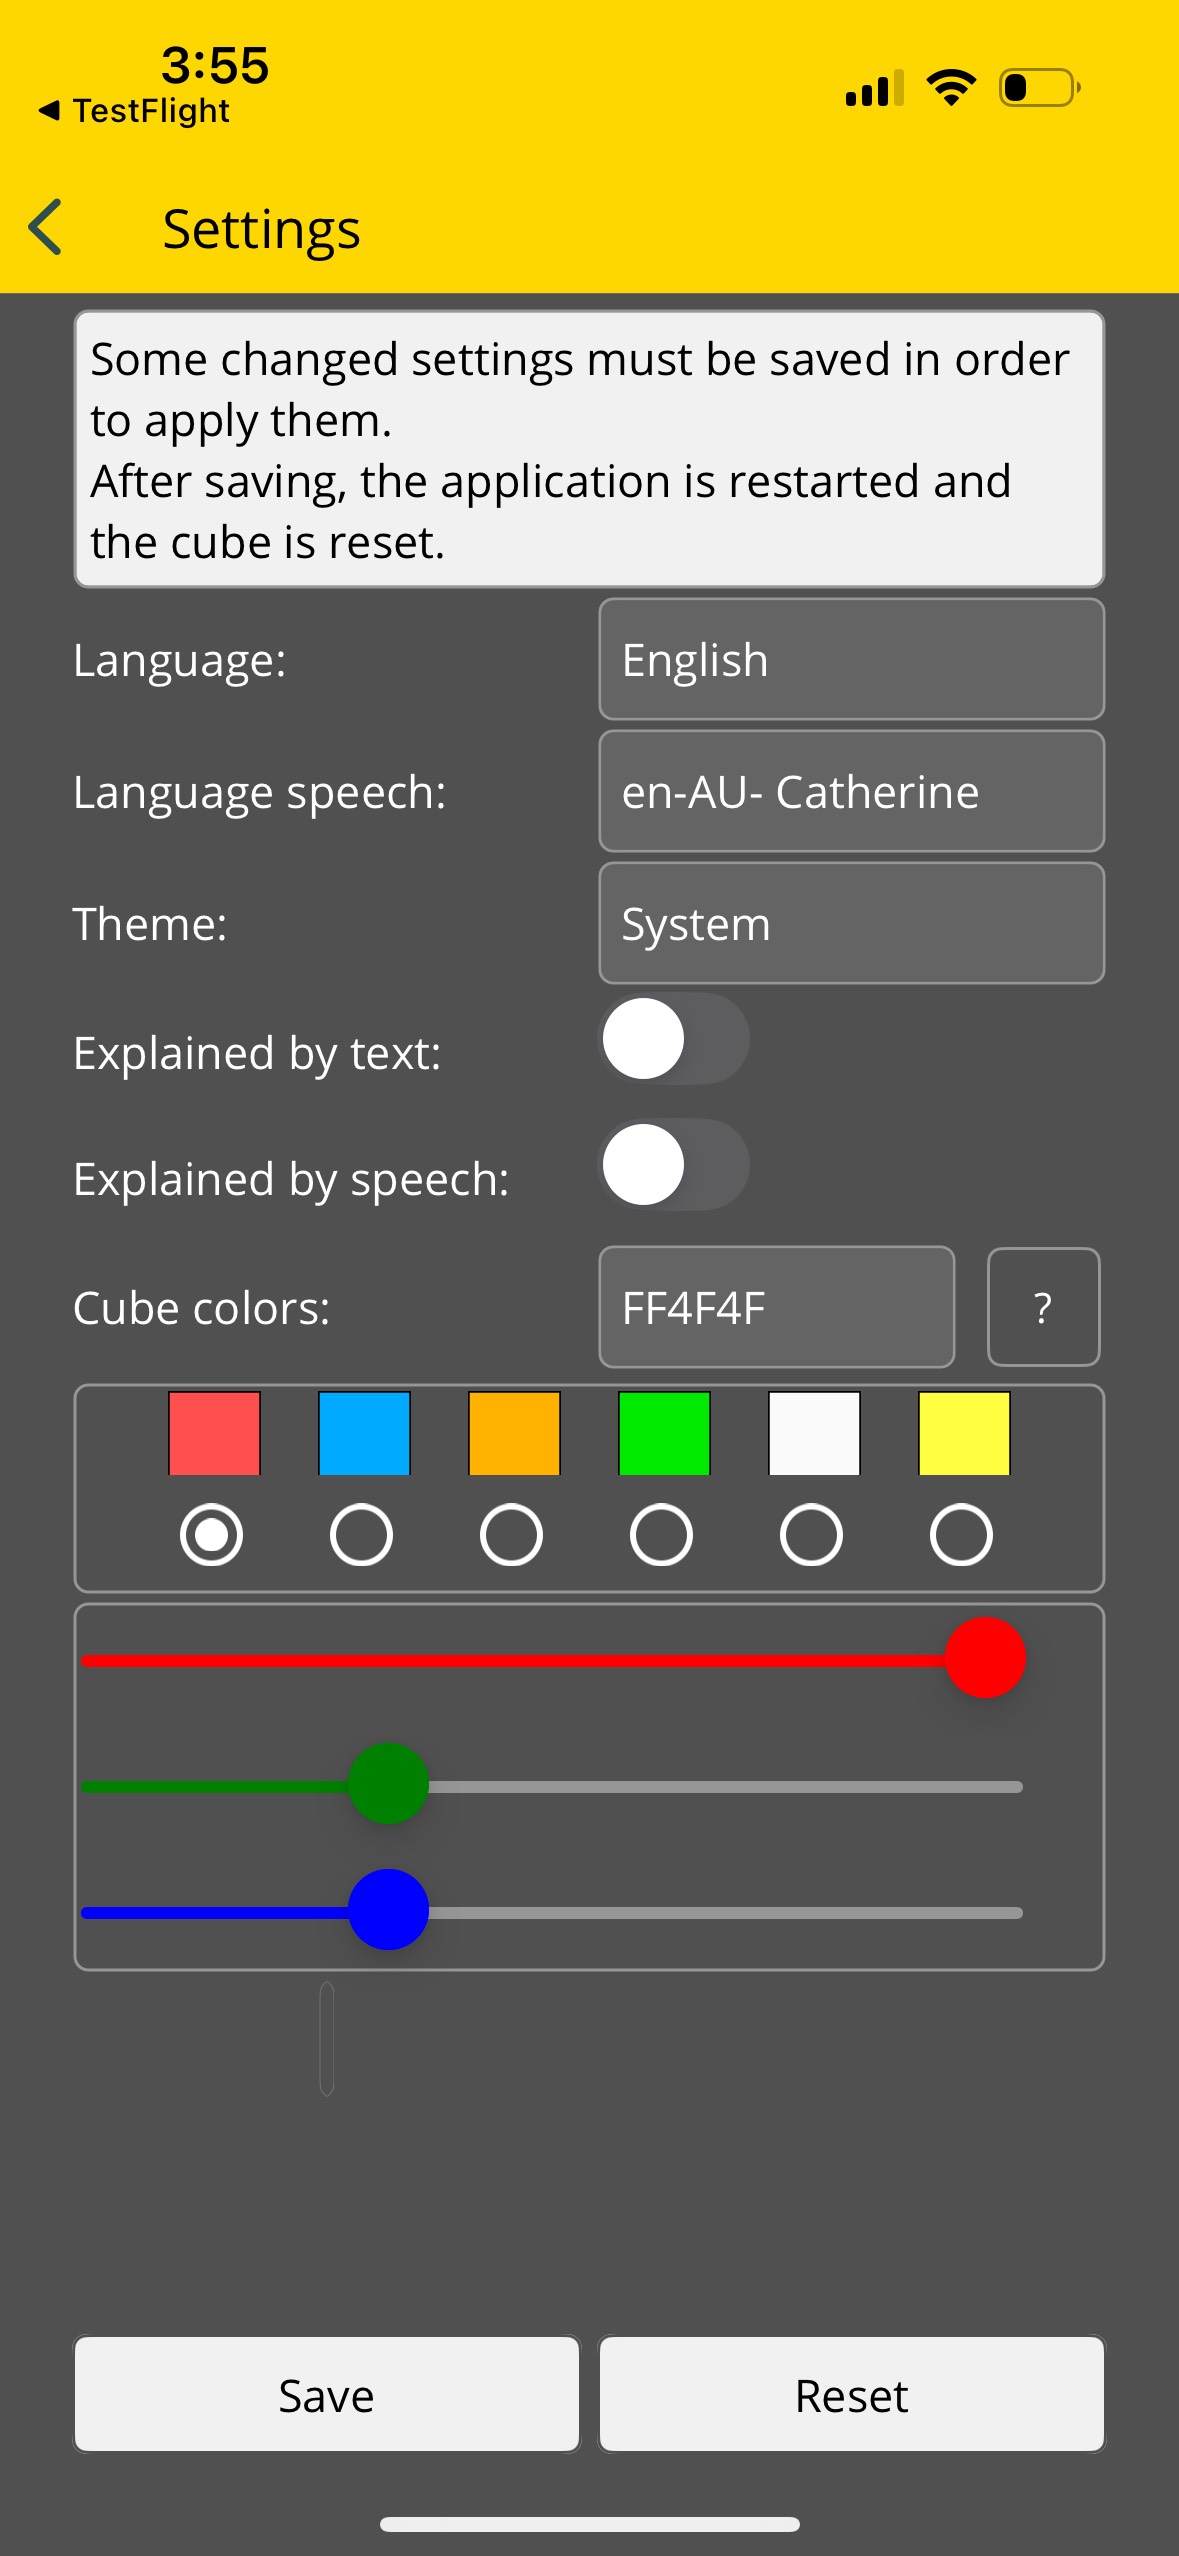 3:55
TestFlight
Settings
Some changed settings must be saved in order
to apply them.
After saving, the application is restarted and
the cube is reset.
Language:
English
Language speech:
en-AU- Catherine
Theme:
System
Explained by text:
Explained by speech:
Cube colors:
FF4F4F
?
Save
Reset